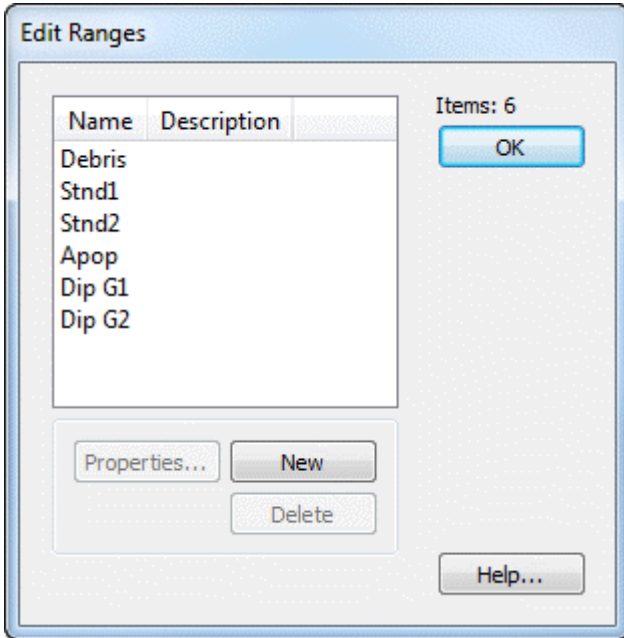 Edit Ranges
Name Description
Debris
Stnd1
Stnd2
Apop
Dip G1
Dip G2
Items: 6
OK
Properties... New
Delete
Help...